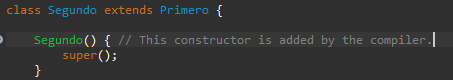 class Segundo extends Primero {
Segundo() { // This constructor is added by the compiler.
super();
}